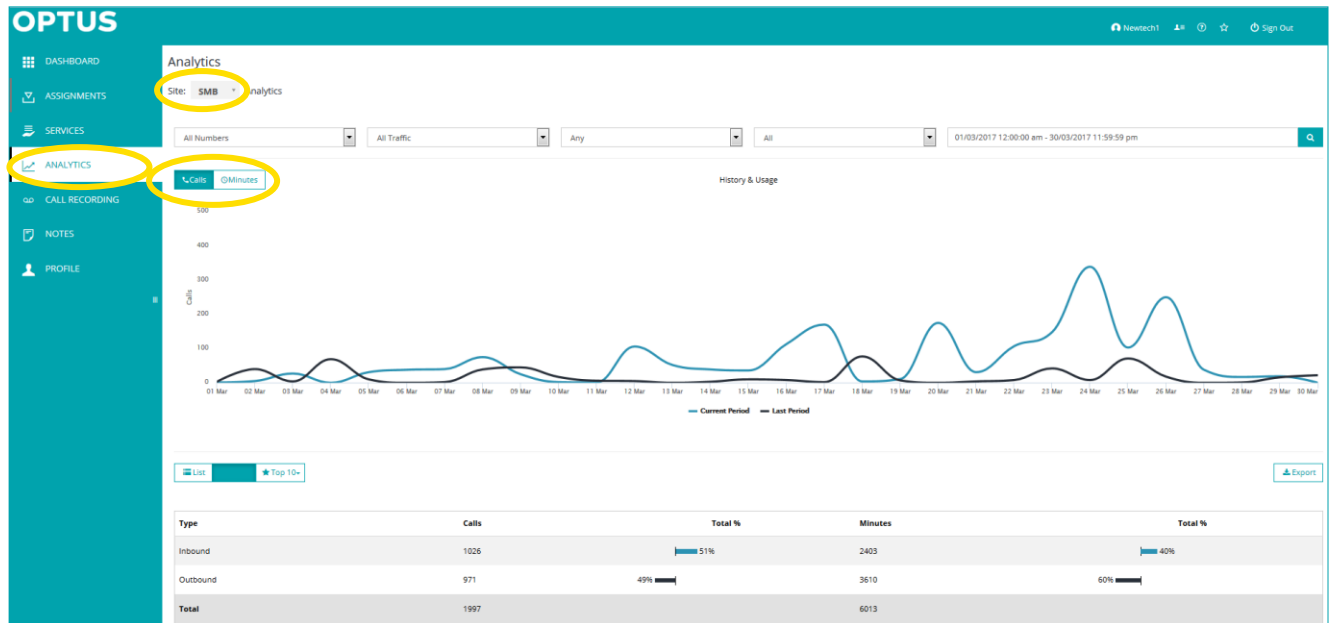 OPTUS
Newtech1 Sign Out
DASHBOARD
ASSIGNMENTS
SERVICES
ANALYTICS
CALL RECORDING
NOTES
PROFILE
Analytics
Site: SMB Analytics
All Numbers All Traffic Any All 01/03/2017 12:00:00 am - 30/03/2017 11:59:59 pm
Calls Minutes
History & Usage
500
400
300
200
100
0
Calls
01 Mar 02 Mar 03 Mar 04 Mar 05 Mar 06 Mar 07 Mar 08 Mar 09 Mar 10 Mar 11 Mar 12 Mar 13 Mar 14 Mar 15 Mar 16 Mar 17 Mar 18 Mar 19 Mar 20 Mar 21 Mar 22 Mar 23 Mar 24 Mar 25 Mar 26 Mar 27 Mar 28 Mar 29 Mar 30 Mar
Current Period Last Period
List Top 10 Export
Type Calls Total % Minutes Total %
Inbound 1026 51% 2403 40%
Outbound 971 49% 3610 60%
Total 1997 6013